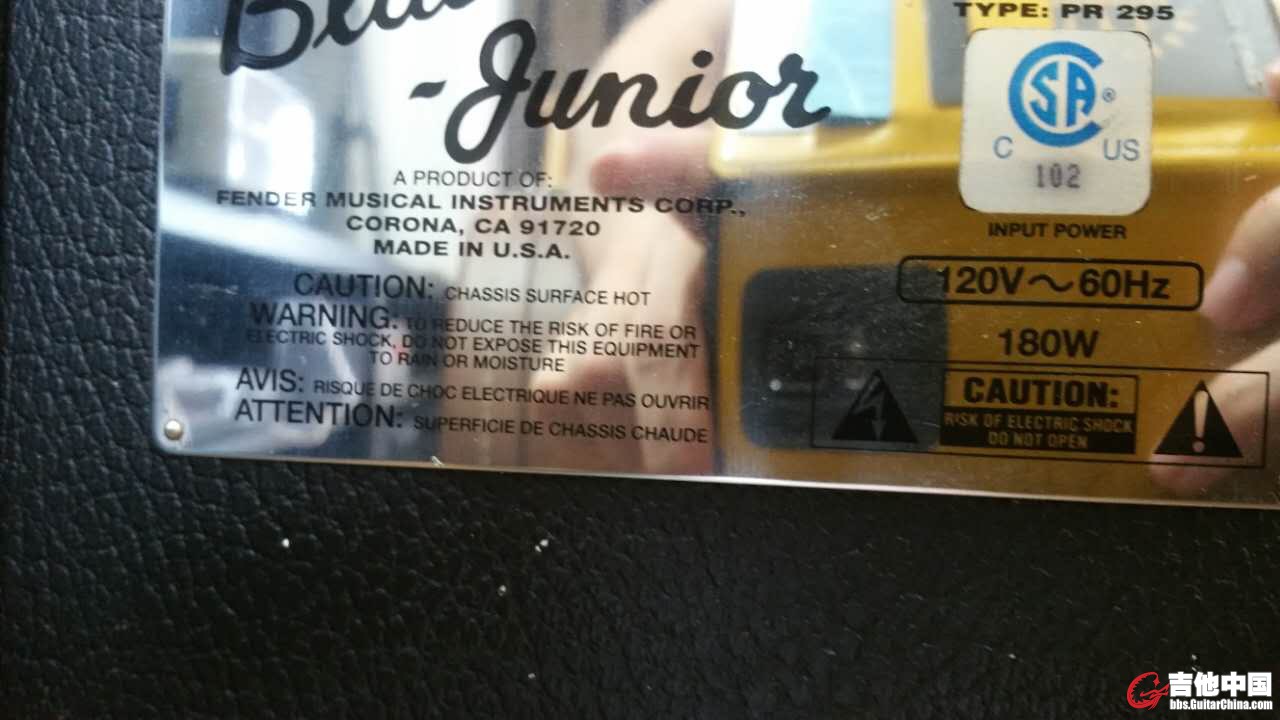 -Junior
A PRODUCT OF:
FENDER MUSICAL INSTRUMENTS CORP.,
CORONA, CA 91720
MADE IN U.S.A.
CAUTION: CHASSIS SURFACE HOT
WARNING: TO REDUCE THE RISK OF FIRE OR
ELECTRIC SHOCK, DO NOT EXPOSE THIS EQUIPMENT
TO RAIN OR MOISTURE
AVIS: RISQUE DE CHOC ELECTRIQUE NE PAS OUVRIR
ATTENTION: SUPERFICIE DE CHASSIS CHAUDE
TYPE: PR 295
CSA ®
C US
102
INPUT POWER
120V～60Hz
180W
CAUTION:
RISK OF ELECTRIC SHOCK
DO NOT OPEN
!
吉他中国
bbs.GuitarChina.com